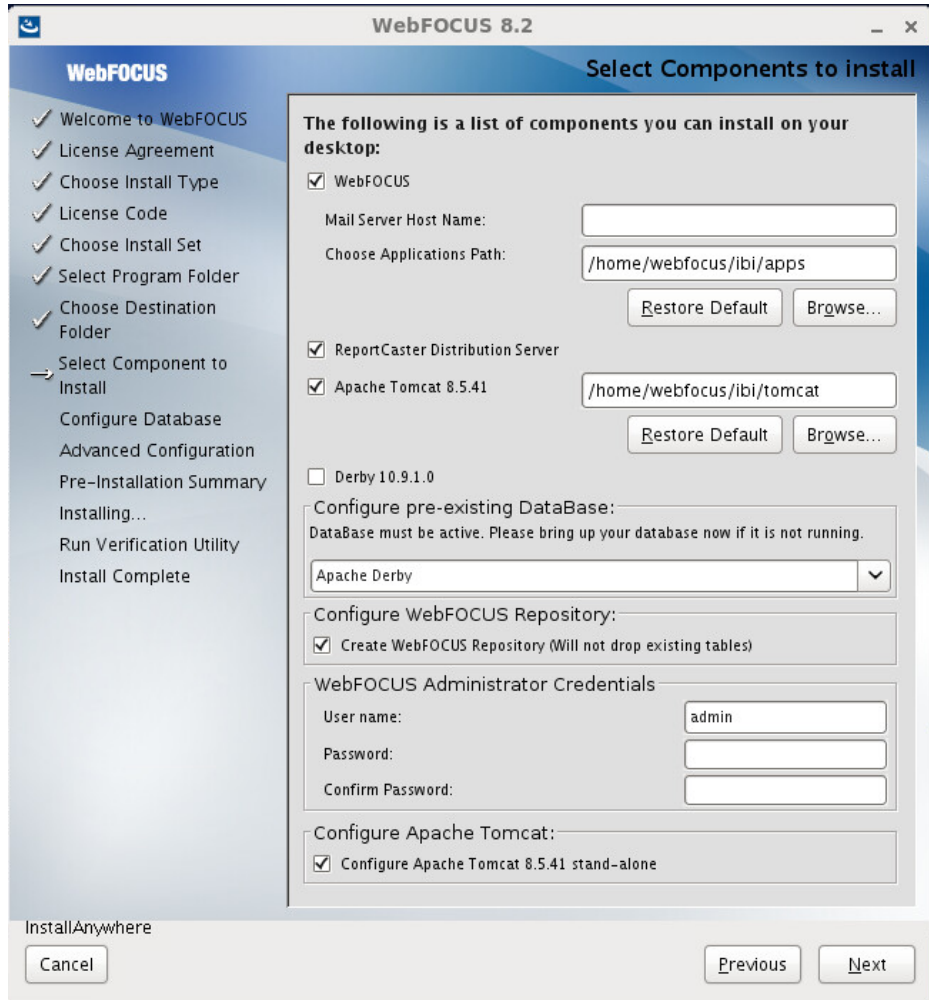 WebFOCUS 8.2
WebFOCUS
Select Components to install
Welcome to WebFOCUS
License Agreement
Choose Install Type
License Code
Choose Install Set
Select Program Folder
Choose Destination
Folder
Select Component to
Install
Configure Database
Advanced Configuration
Pre-Installation Summary
Installing...
Run Verification Utility
Install Complete
The following is a list of components you can install on your
desktop:
WebFOCUS
Mail Server Host Name:
Choose Applications Path: /home/webfocus/ibi/apps
Restore Default Browse...
ReportCaster Distribution Server
Apache Tomcat 8.5.41 /home/webfocus/ibi/tomcat
Restore Default Browse...
Derby 10.9.1.0
Configure pre-existing DataBase:
DataBase must be active. Please bring up your database now if it is not running.
Apache Derby
Configure WebFOCUS Repository:
Create WebFOCUS Repository (Will not drop existing tables)
WebFOCUS Administrator Credentials
User name: admin
Password:
Confirm Password:
Configure Apache Tomcat:
Configure Apache Tomcat 8.5.41 stand-alone
InstallAnywhere
Cancel Previous Next